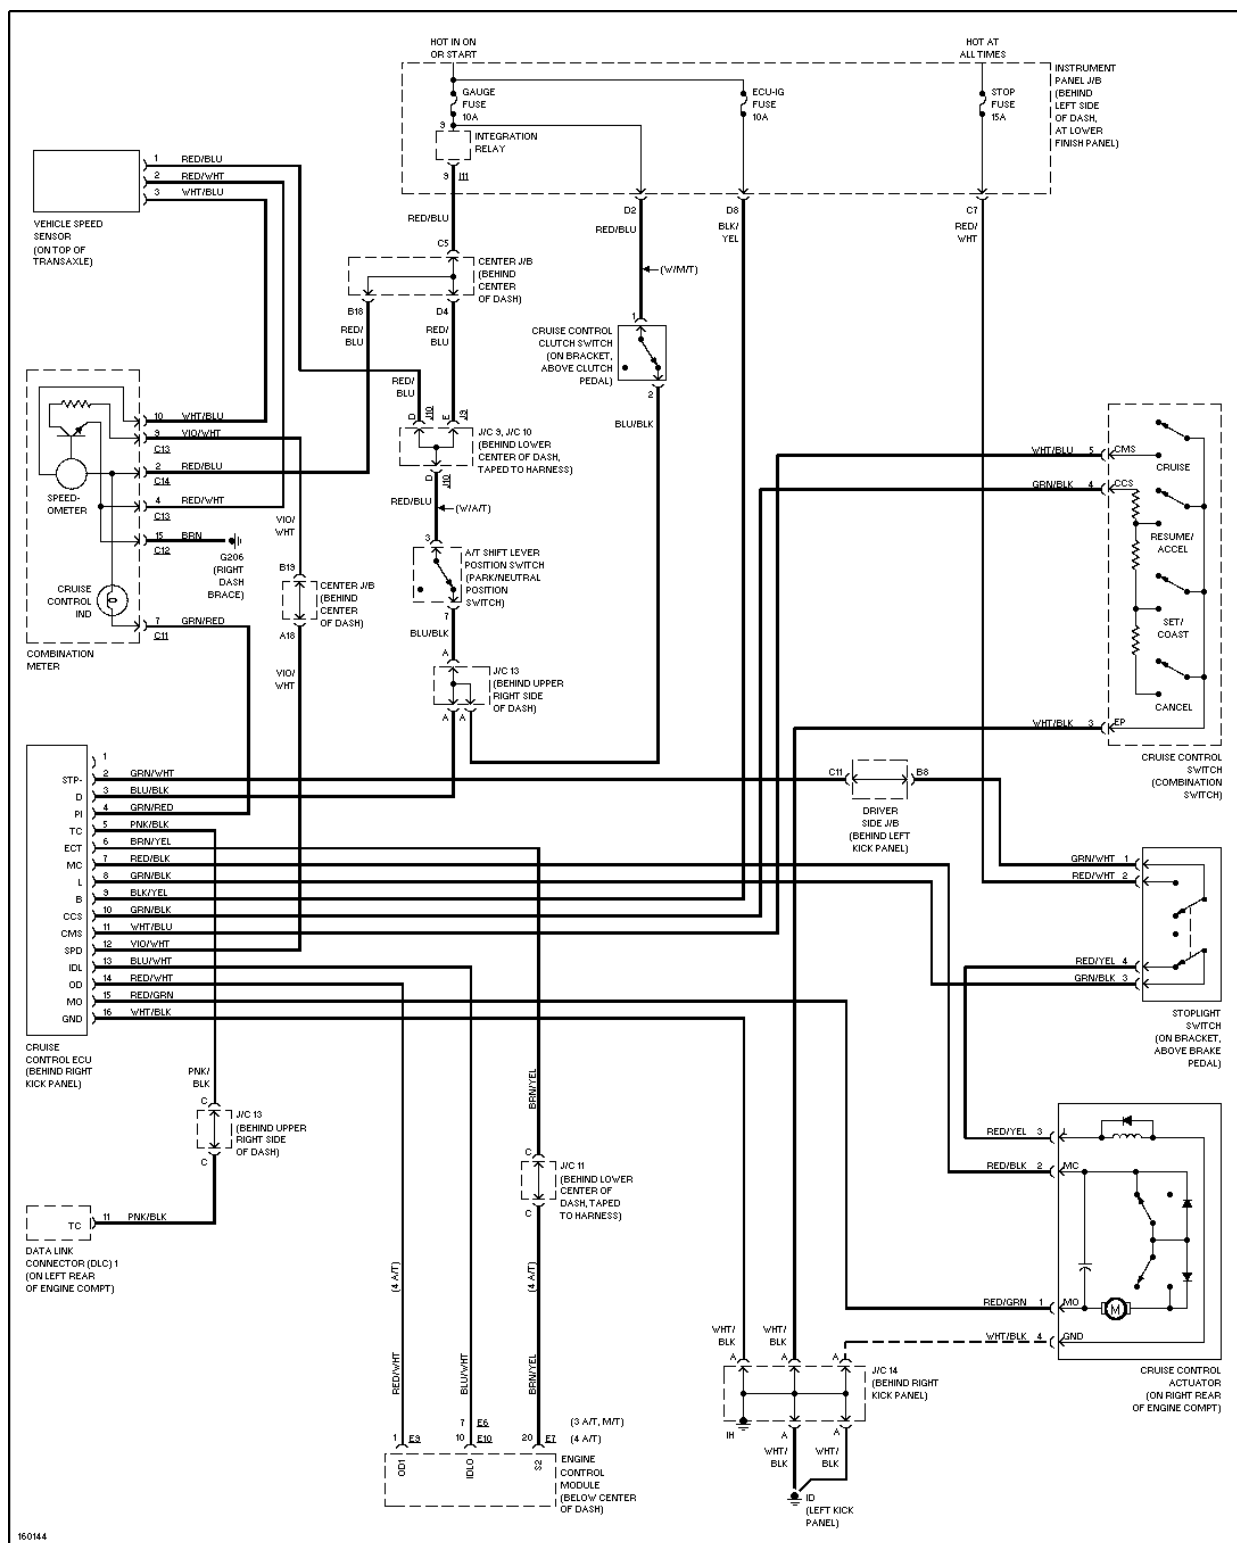 HOT IN ON
OR START
HOT AT
ALL TIMES
GAUGE
FUSE
10A
ECU-IG
FUSE
10A
STOP
FUSE
15A
INSTRUMENT
PANEL J/B
(BEHIND
LEFT SIDE
OF DASH,
AT LOWER
FINISH PANEL)
9
INTEGRATION
RELAY
9 I11
1 RED/BLU
2 RED/WHT
3 WHT/BLU
VEHICLE SPEED
SENSOR
(ON TOP OF
TRANSAXLE)
RED/BLU
C5
D2
RED/BLU
D8
BLK/
YEL
C7
RED/
WHT
CENTER J/B
(BEHIND
CENTER
OF DASH)
(W/M/T)
B18
RED/
BLU
D4
RED/
BLU
1
CRUISE CONTROL
CLUTCH SWITCH
(ON BRACKET,
ABOVE CLUTCH
PEDAL)
2
BLU/BLK
RED/
BLU
D J10
E J9
J/C 9, J/C 10
(BEHIND LOWER
CENTER OF DASH,
TAPED TO HARNESS)
D J10
RED/BLU
(W/A/T)
3
A/T SHIFT LEVER
POSITION SWITCH
(PARK/NEUTRAL
POSITION
SWITCH)
7
BLU/BLK
A
J/C 13
(BEHIND UPPER
RIGHT SIDE
OF DASH)
A A
10 WHT/BLU
9 VIO/WHT
C13
2 RED/BLU
C14
4 RED/WHT
C13
15 BRN
C12
G206
(RIGHT
DASH
BRACE)
7 GRN/RED
C11
SPEED-
OMETER
CRUISE
CONTROL
IND
COMBINATION
METER
VIO/
WHT
B19
CENTER J/B
(BEHIND
CENTER
OF DASH)
A18
VIO/
WHT
WHT/BLU 5 CMS
CRUISE
GRN/BLK 4 CCS
RESUME/
ACCEL
SET/
COAST
CANCEL
WHT/BLK 3 EP
CRUISE CONTROL
SWITCH
(COMBINATION
SWITCH)
1
STP- 2 GRN/WHT
D 3 BLU/BLK
PI 4 GRN/RED
TC 5 PNK/BLK
ECT 6 BRN/YEL
MC 7 RED/BLK
L 8 GRN/BLK
B 9 BLK/YEL
CCS 10 GRN/BLK
CMS 11 WHT/BLU
SPD 12 VIO/WHT
IDL 13 BLU/WHT
OD 14 RED/WHT
MO 15 RED/GRN
GND 16 WHT/BLK
CRUISE
CONTROL ECU
(BEHIND RIGHT
KICK PANEL)
C11 B8
DRIVER
SIDE J/B
(BEHIND LEFT
KICK PANEL)
GRN/WHT 1
RED/WHT 2
RED/YEL 4
GRN/BLK 3
STOPLIGHT
SWITCH
(ON BRACKET,
ABOVE BRAKE
PEDAL)
PNK/
BLK
C
J/C 13
(BEHIND UPPER
RIGHT SIDE
OF DASH)
C
TC 11 PNK/BLK
DATA LINK
CONNECTOR (DLC) 1
(ON LEFT REAR
OF ENGINE COMPT)
BRN/YEL
C
J/C 11
(BEHIND LOWER
CENTER OF
DASH, TAPED
TO HARNESS)
C
(4 A/T)
(4 A/T)
RED/WHT
BLU/WHT
BRN/YEL
7 E6 (3 A/T, M/T)
1 E9 10 E10 20 E7 (4 A/T)
OD1 IDLO S2
ENGINE
CONTROL
MODULE
(BELOW CENTER
OF DASH)
RED/YEL 3 L
RED/BLK 2 MC
RED/GRN 1 MO
M
WHT/BLK 4 GND
CRUISE CONTROL
ACTUATOR
(ON RIGHT REAR
OF ENGINE COMPT)
WHT/
BLK
WHT/
BLK
A A A
J/C 14
(BEHIND RIGHT
KICK PANEL)
IH A A
WHT/
BLK
WHT/
BLK
ID
(LEFT KICK
PANEL)
160144